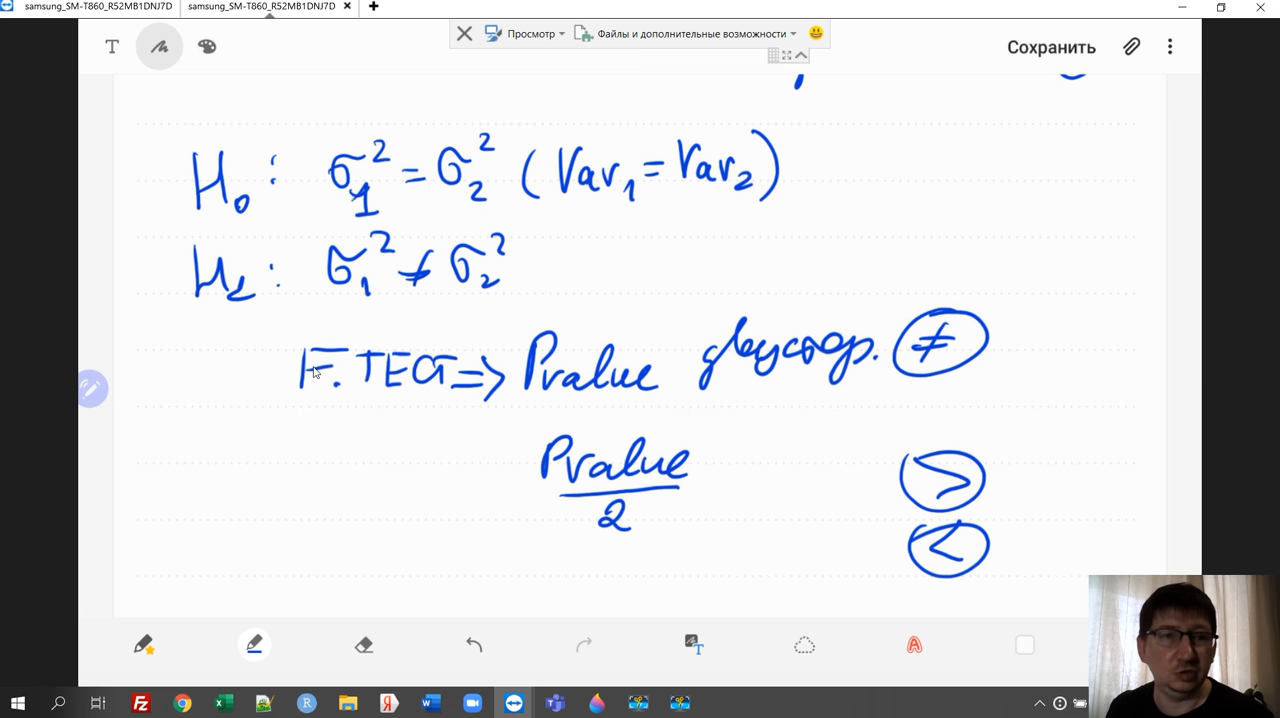 samsung_SM-T860_R52MB1DNJ7D samsung_SM-T860_R52MB1DNJ7D
Просмотр Файлы и дополнительные возможности
T Сохранить
H₀: σ₁² = σ₂² (Var₁ = Var₂)
H₁: σ₁² ≠ σ₂²
F.ТЕСТ => Pvalue двустор. ≠
Pvalue >
2
<